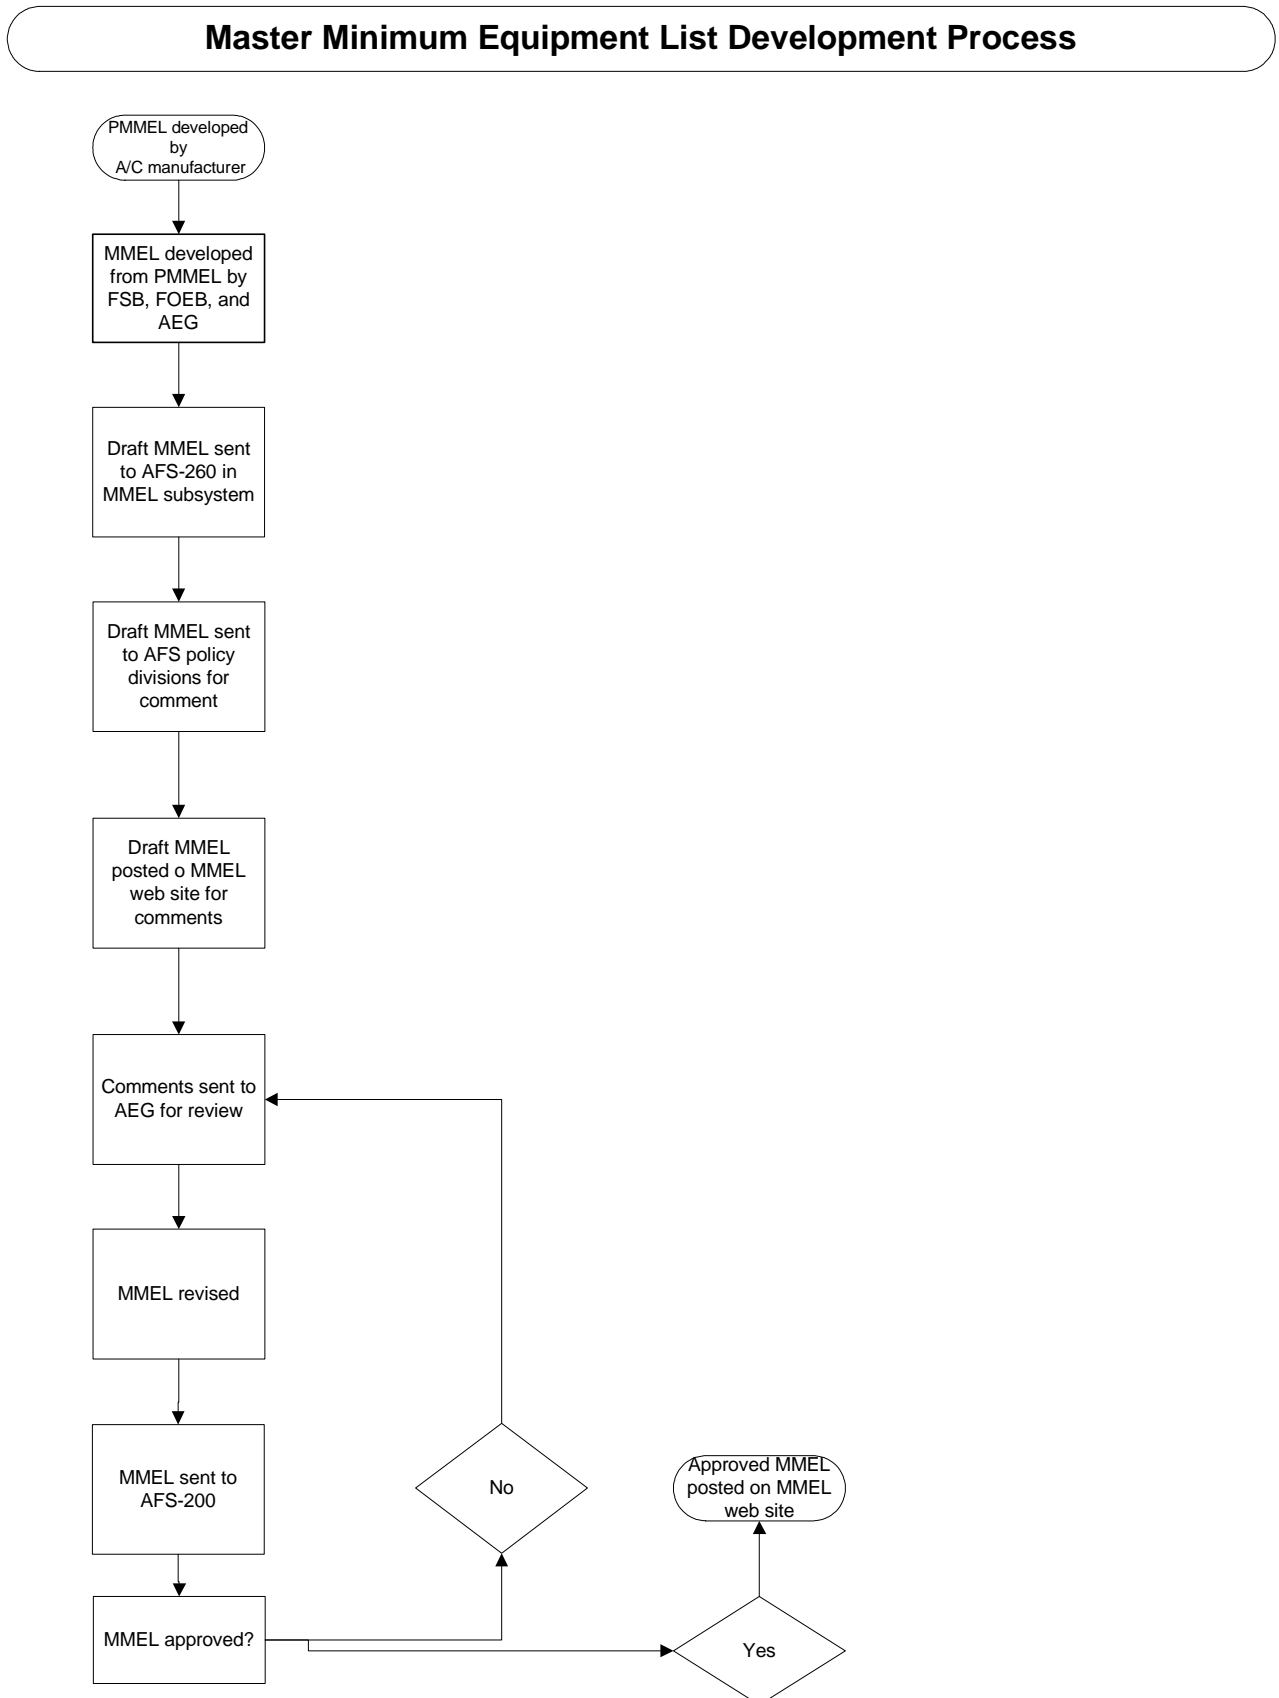 Master Minimum Equipment List Development Process
PMMEL developed
by
A/C manufacturer
MMEL developed
from PMMEL by
FSB, FOEB, and
AEG
Draft MMEL sent
to AFS-260 in
MMEL subsystem
Draft MMEL sent
to AFS policy
divisions for
comment
Draft MMEL
posted o MMEL
web site for
comments
Comments sent to
AEG for review
MMEL revised
MMEL sent to
AFS-200
No
Approved MMEL
posted on MMEL
web site
MMEL approved?
Yes